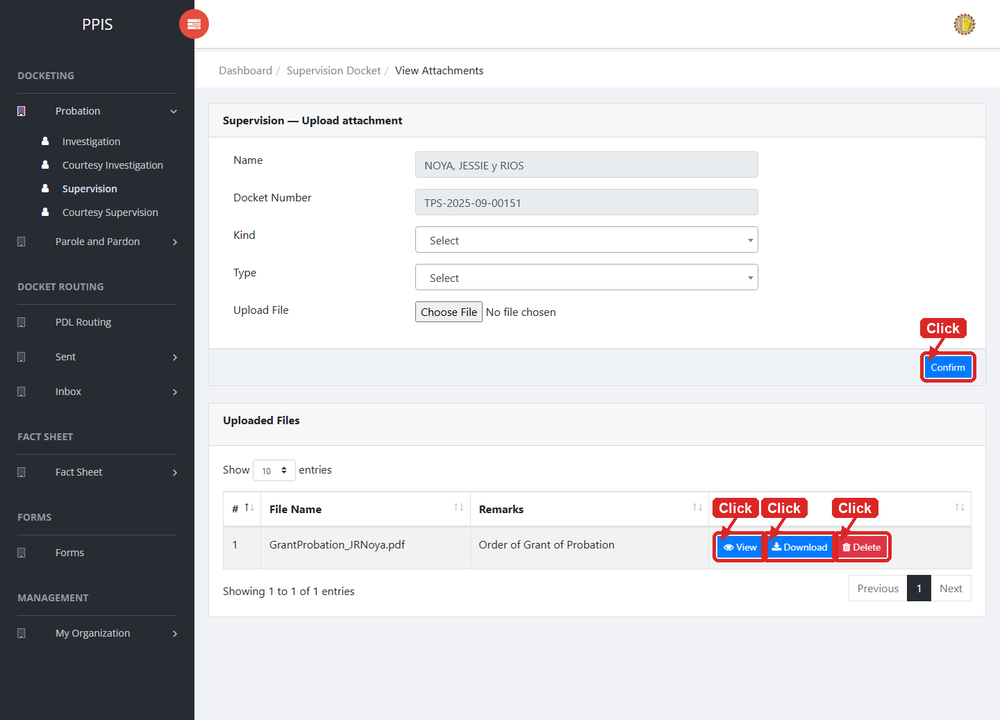 PPIS
DOCKETING
Probation
Investigation
Courtesy Investigation
Supervision
Courtesy Supervision
Parole and Pardon
DOCKET ROUTING
PDL Routing
Sent
Inbox
FACT SHEET
Fact Sheet
FORMS
Forms
MANAGEMENT
My Organization
Dashboard / Supervision Docket / View Attachments
Supervision — Upload attachment
Name NOYA, JESSIE y RIOS
Docket Number TPS-2025-09-00151
Kind Select
Type Select
Upload File Choose File No file chosen
Click
Confirm
Uploaded Files
Show 10 entries
# File Name Remarks
Click Click Click
1 GrantProbation_JRNoya.pdf Order of Grant of Probation View Download Delete
Showing 1 to 1 of 1 entries
Previous 1 Next